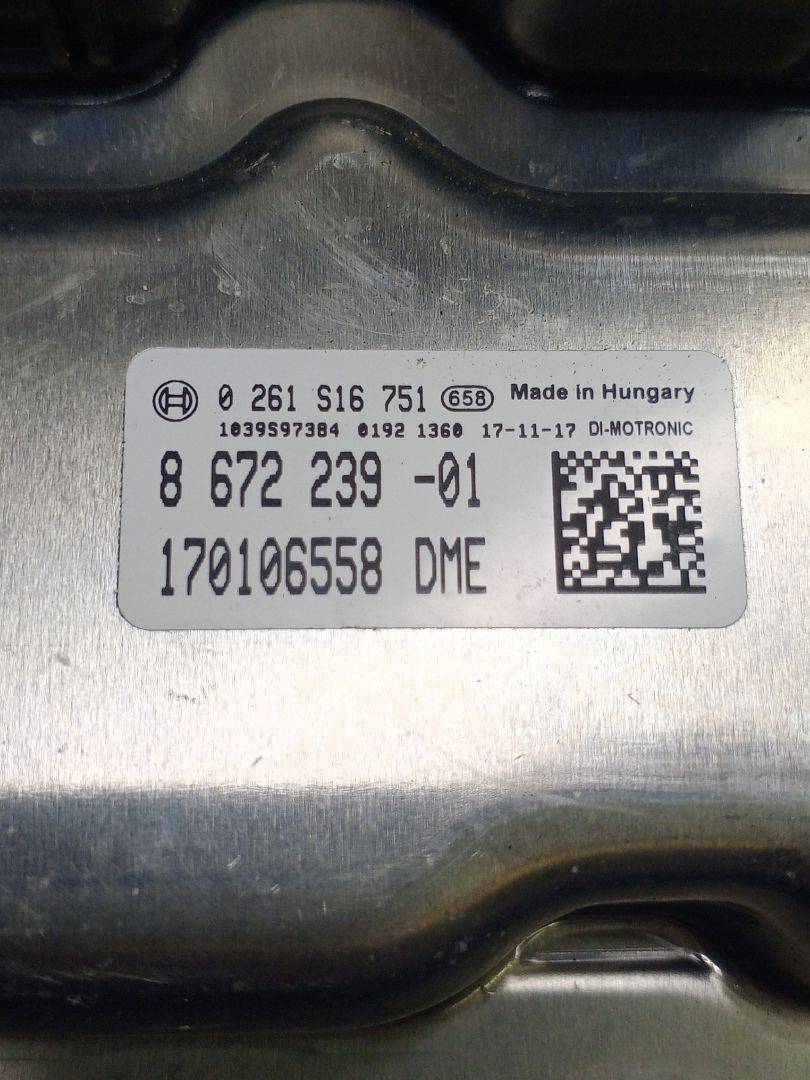 0 261 S16 751 658 Made in Hungary
1039S97384 0192 1360 17-11-17 DI-MOTRONIC
8 672 239 -01
170106558 DME